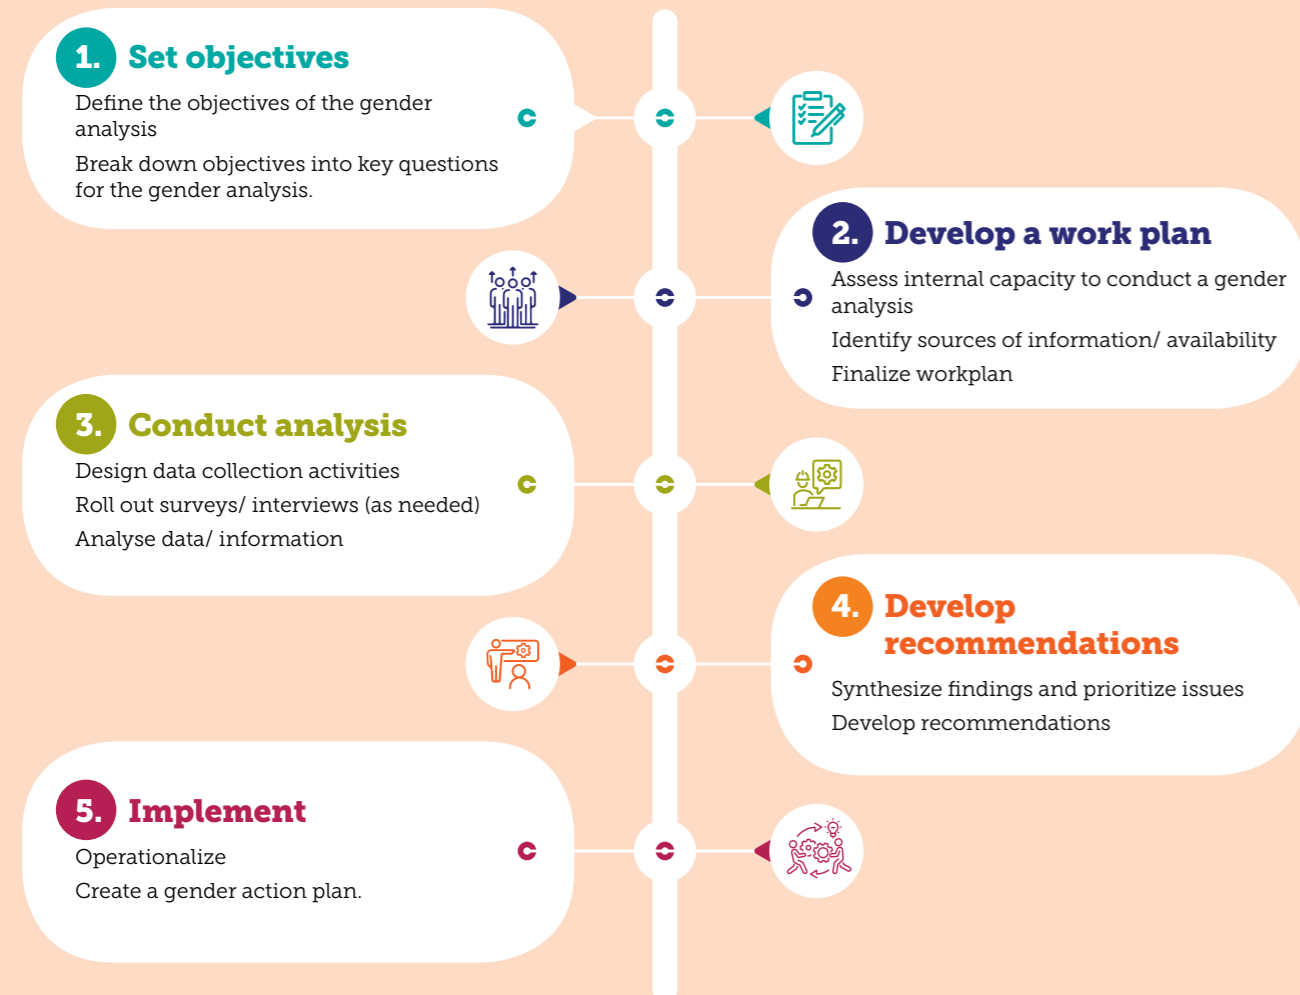 1. Set objectives
Define the objectives of the gender
analysis
Break down objectives into key questions
for the gender analysis.
2. Develop a work plan
Assess internal capacity to conduct a gender
analysis
Identify sources of information/ availability
Finalize workplan
3. Conduct analysis
Design data collection activities
Roll out surveys/ interviews (as needed)
Analyse data/ information
4. Develop
recommendations
Synthesize findings and prioritize issues
Develop recommendations
5. Implement
Operationalize
Create a gender action plan.